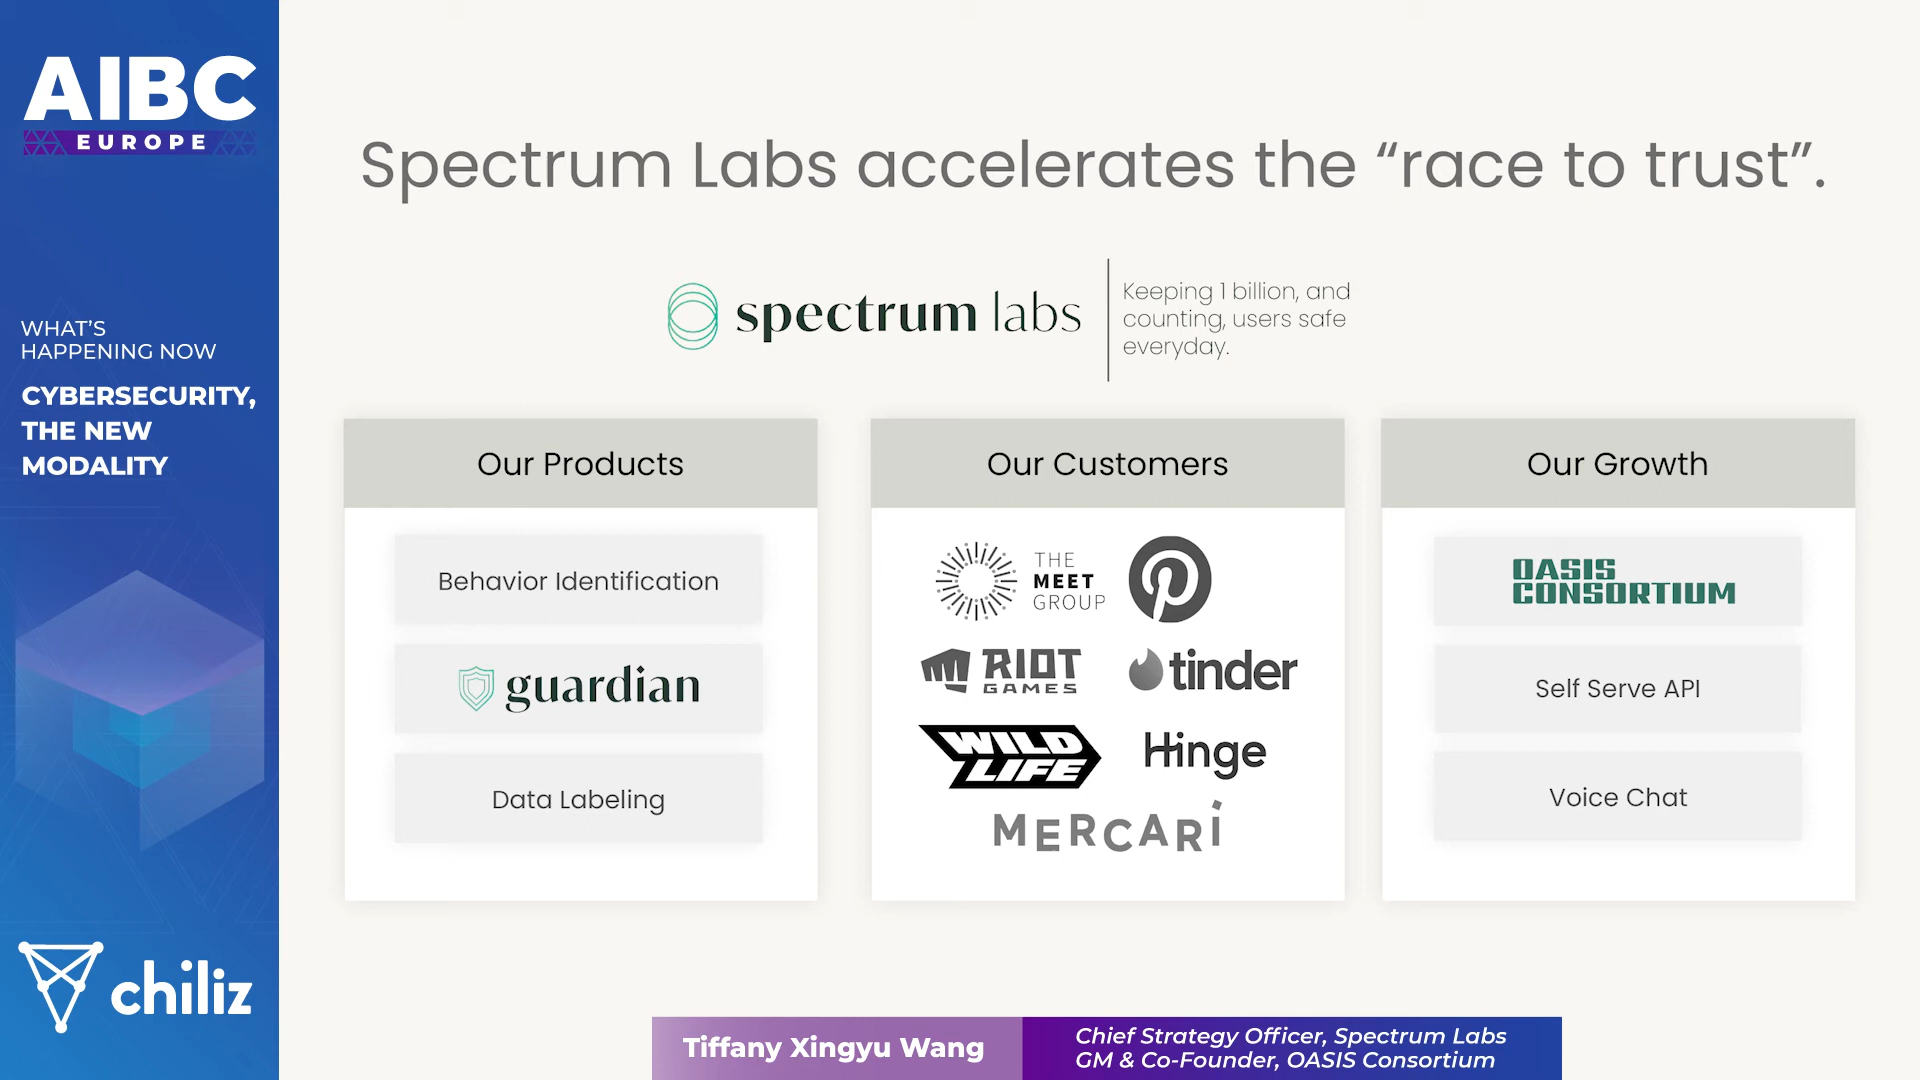 AIBC
EUROPE
WHAT'S
HAPPENING NOW
CYBERSECURITY,
THE NEW
MODALITY
chiliz
Spectrum Labs accelerates the “race to trust”.
spectrum labs
Keeping 1 billion, and
counting, users safe
everyday.
Our Products
Behavior Identification
guardian
Data Labeling
Our Customers
THE
MEET
GROUP
RIOT
GAMES
tinder
WILD
LIFE
Hinge
MERCARI
Our Growth
OASIS
CONSORTIUM
Self Serve API
Voice Chat
Tiffany Xingyu Wang
Chief Strategy Officer, Spectrum Labs
GM & Co-Founder, OASIS Consortium